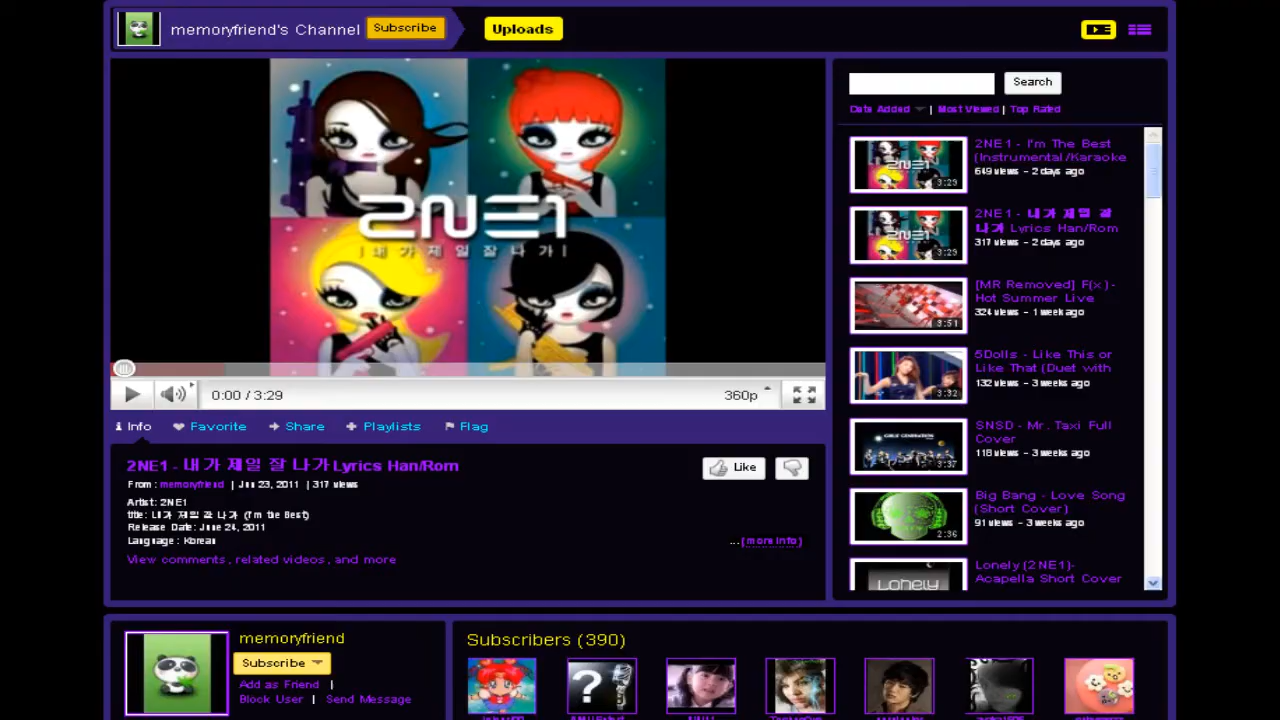 memoryfriend's Channel Subscribe Uploads
Search
Date Added | Most Viewed | Top Rated
2NE1
| 내 가 제 일 잘 나 가 |
0:00 / 3:29 360p
Info Favorite Share Playlists Flag
2NE1 - 내 가 제일 잘 나가 Lyrics Han/Rom
Like
From: memoryfriend | Jun 23, 2011 | 317 views
Artist: 2NE1
title: 내가 제일 잘 나가 (I'm the Best)
Release Date: June 24, 2011
Language: Korean
...(more info)
View comments, related videos, and more
2NE1 - I'm The Best
(Instrumental/Karaoke
649 views - 2 days ago
3:29
2NE1 - 내 가 제일 잘
나가 Lyrics Han/Rom
317 views - 2 days ago
3:29
[MR Removed] F(x)-
Hot Summer Live
324 views - 1 week ago
3:51
5Dolls - Like This or
Like That (Duet with
132 views - 3 weeks ago
3:32
SNSD - Mr. Taxi Full
Cover
118 views - 3 weeks ago
3:37
Big Bang - Love Song
(Short Cover)
91 views - 3 weeks ago
2:36
Lonely (2NE1)-
Acapella Short Cover
LONELY
memoryfriend
Subscribe
Add as Friend |
Block User | Send Message
Subscribers (390)